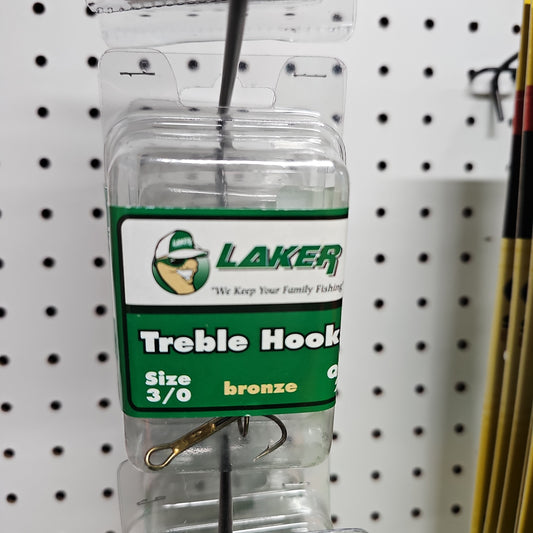 LAKER
"We Keep Your Family Fishing
Treble Hook
Size
3/0
bronze